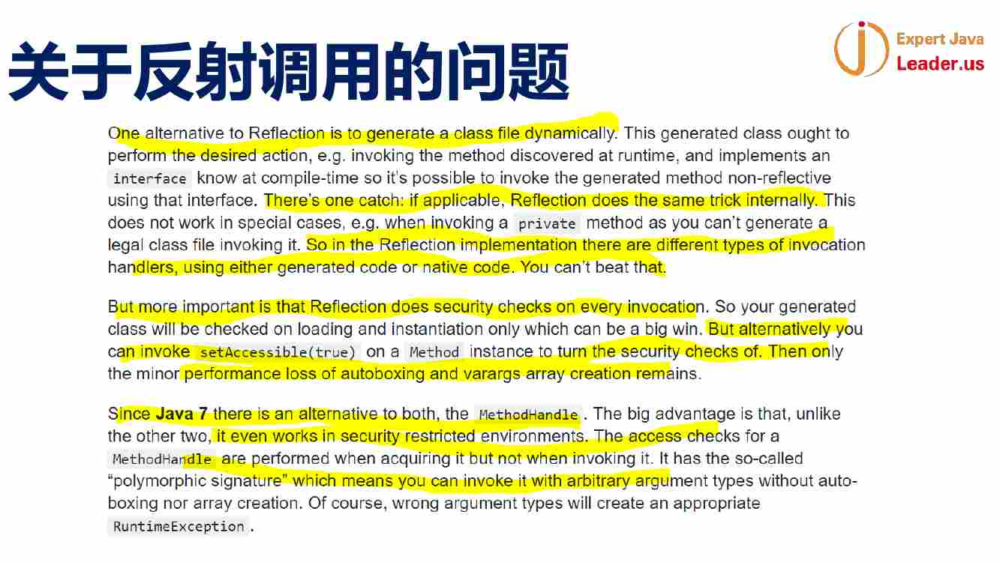 关于反射调用的问题
Expert Java
Leader.us
One alternative to Reflection is to generate a class file dynamically. This generated class ought to
perform the desired action, e.g. invoking the method discovered at runtime, and implements an
interface know at compile-time so it's possible to invoke the generated method non-reflective
using that interface. There's one catch: if applicable, Reflection does the same trick internally. This
does not work in special cases, e.g. when invoking a private method as you can't generate a
legal class file invoking it. So in the Reflection implementation there are different types of invocation
handlers, using either generated code or native code. You can't beat that.
But more important is that Reflection does security checks on every invocation. So your generated
class will be checked on loading and instantiation only which can be a big win. But alternatively you
can invoke setAccessible(true) on a Method instance to turn the security checks of. Then only
the minor performance loss of autoboxing and varargs array creation remains.
Since Java 7 there is an alternative to both, the MethodHandle. The big advantage is that, unlike
the other two, it even works in security restricted environments. The access checks for a
MethodHandle are performed when acquiring it but not when invoking it. It has the so-called
“polymorphic signature” which means you can invoke it with arbitrary argument types without auto-
boxing nor array creation. Of course, wrong argument types will create an appropriate
RuntimeException.